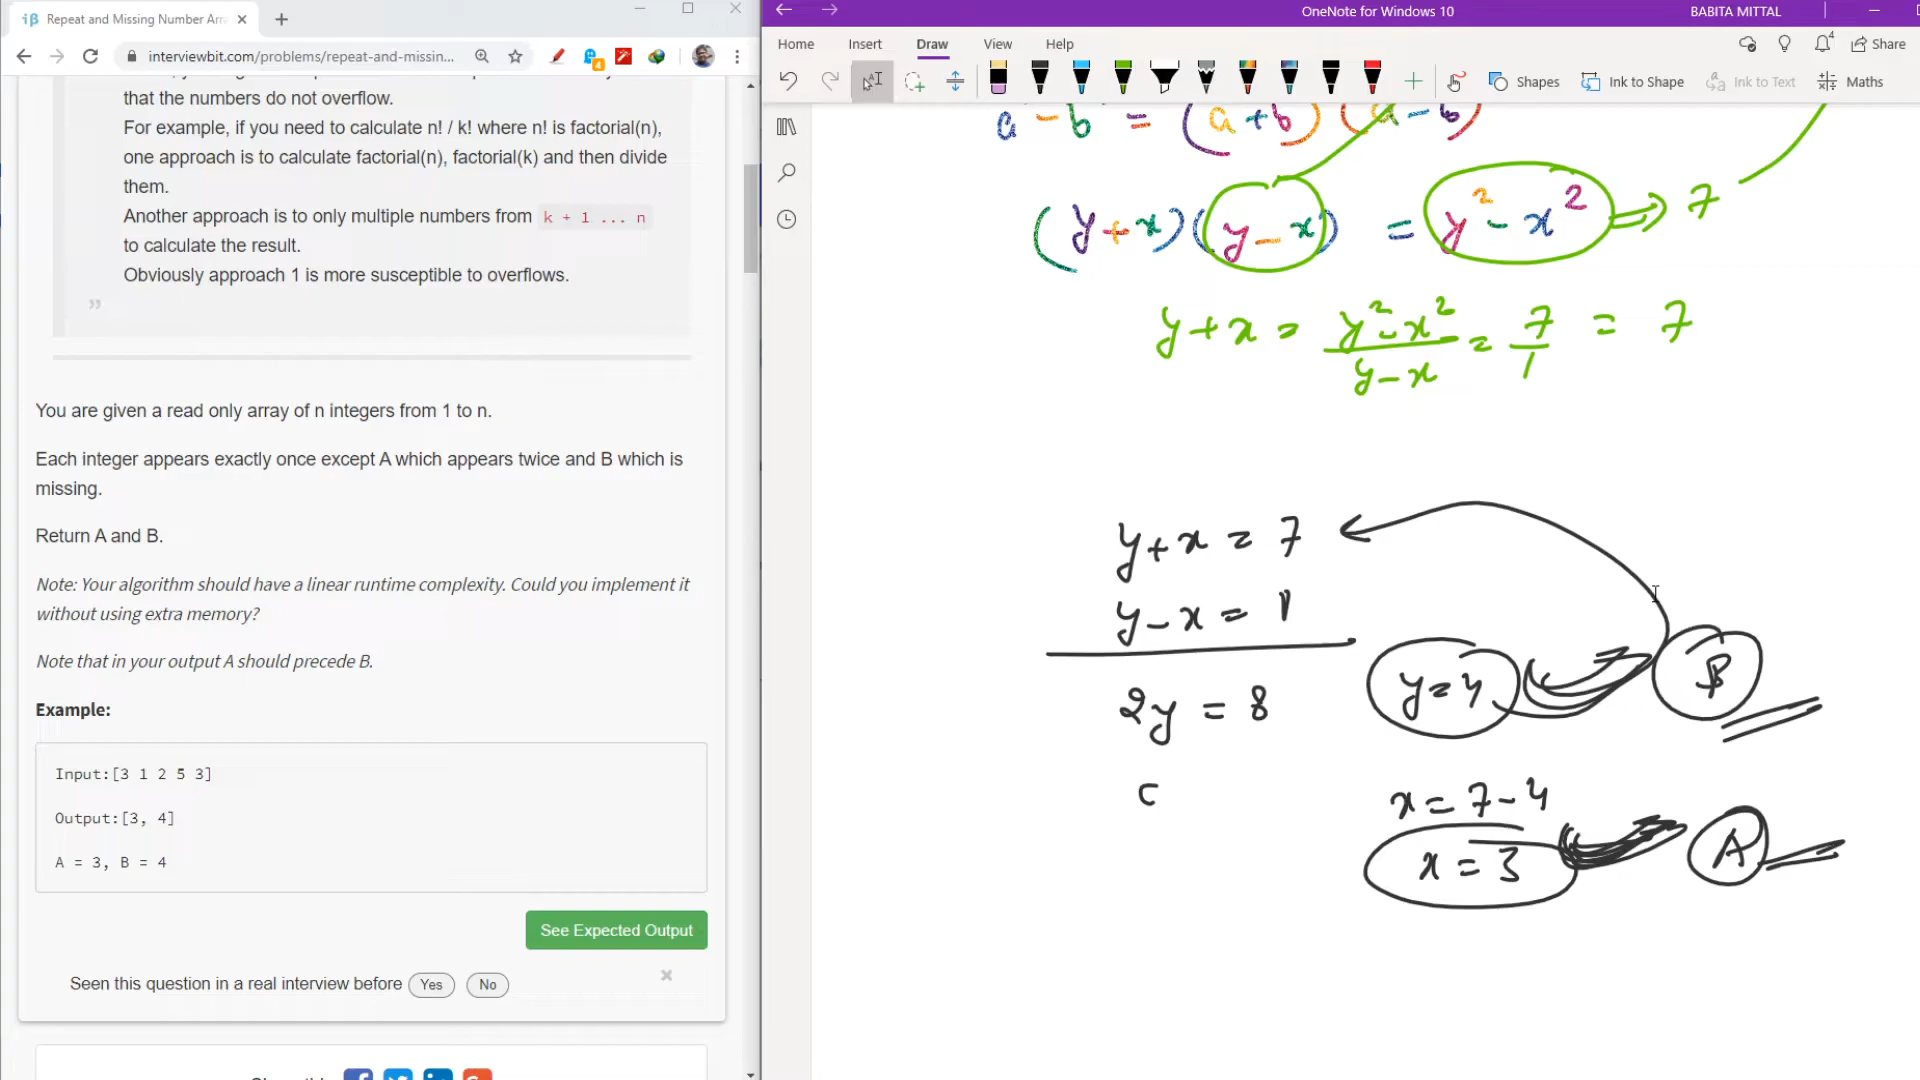 Repeat and Missing Number Arr
interviewbit.com/problems/repeat-and-missin...
4
that the numbers do not overflow.
For example, if you need to calculate n! / k! where n! is factorial(n),
one approach is to calculate factorial(n), factorial(k) and then divide
them.
Another approach is to only multiple numbers from k + 1 ... n
to calculate the result.
Obviously approach 1 is more susceptible to overflows.
”
You are given a read only array of n integers from 1 to n.
Each integer appears exactly once except A which appears twice and B which is
missing.
Return A and B.
Note: Your algorithm should have a linear runtime complexity. Could you implement it
without using extra memory?
Note that in your output A should precede B.
Example:
Input:[3 1 2 5 3]
Output:[3, 4]
A = 3, B = 4
See Expected Output
Seen this question in a real interview before Yes No
OneNote for Windows 10
BABITA MITTAL
Home Insert Draw View Help
4
Share
Shapes Ink to Shape Ink to Text Maths
a - b = (a+b) (a-b)
(y+x)(y-x) = y² - x² ⇒ 7
y+x = y²-x² / y-x = 7/1 = 7
y+x = 7
y-x = 1
2y = 8
y=4 B
x = 7-4
x = 3 A